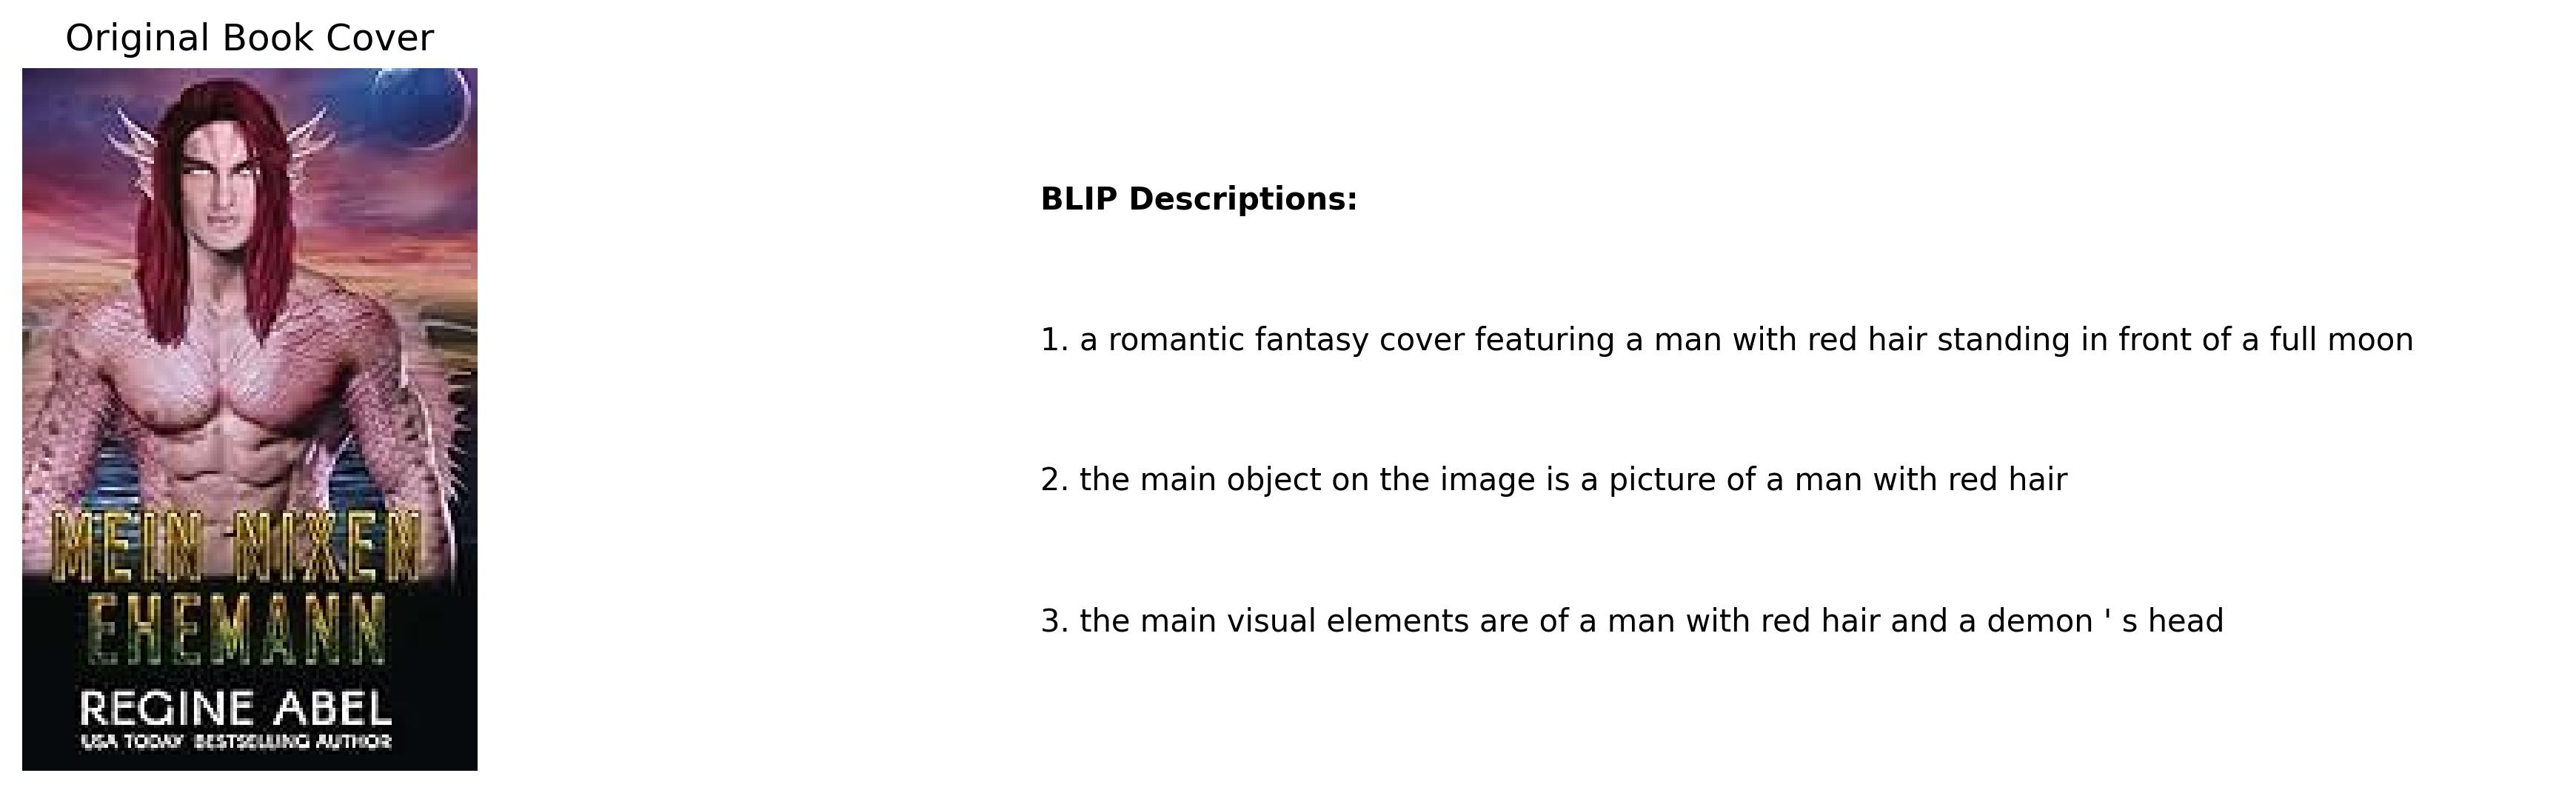 Original Book Cover
MEIN NIXEN
EHEMANN
REGINE ABEL
USA TODAY BESTSELLING AUTHOR
BLIP Descriptions:
1. a romantic fantasy cover featuring a man with red hair standing in front of a full moon
2. the main object on the image is a picture of a man with red hair
3. the main visual elements are of a man with red hair and a demon ' s head